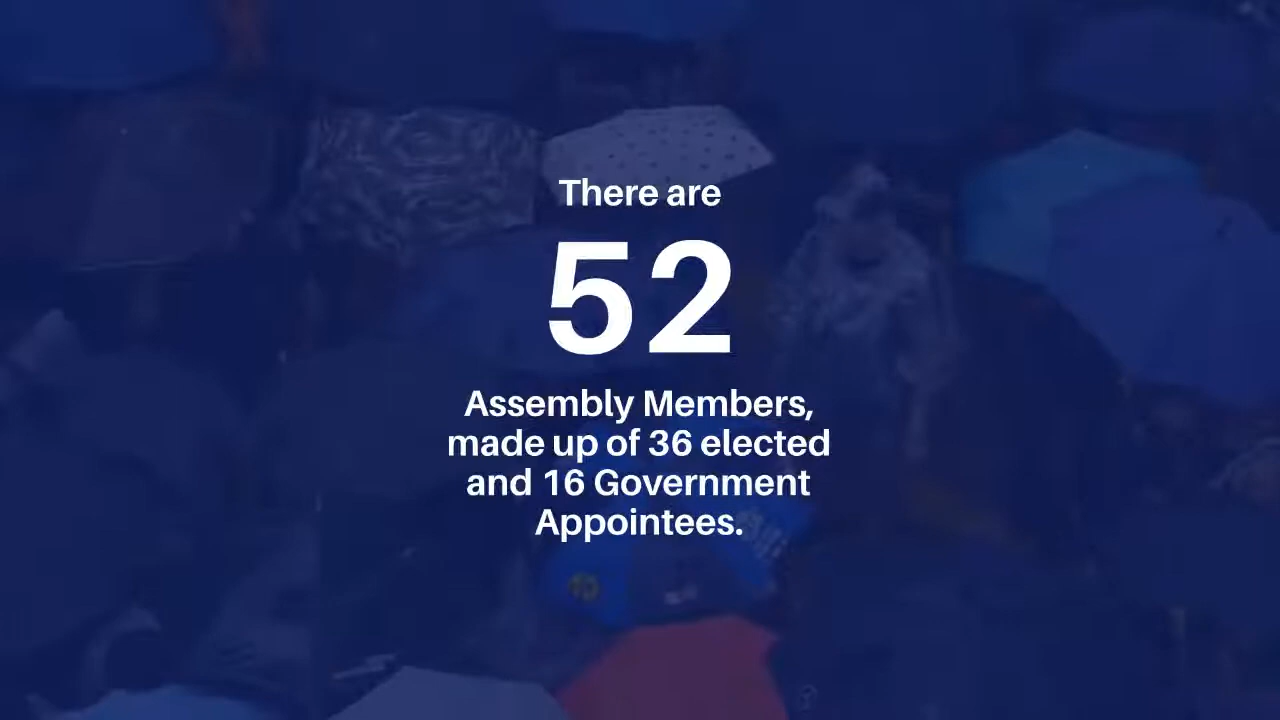 There are
52
Assembly Members,
made up of 36 elected
and 16 Government
Appointees.